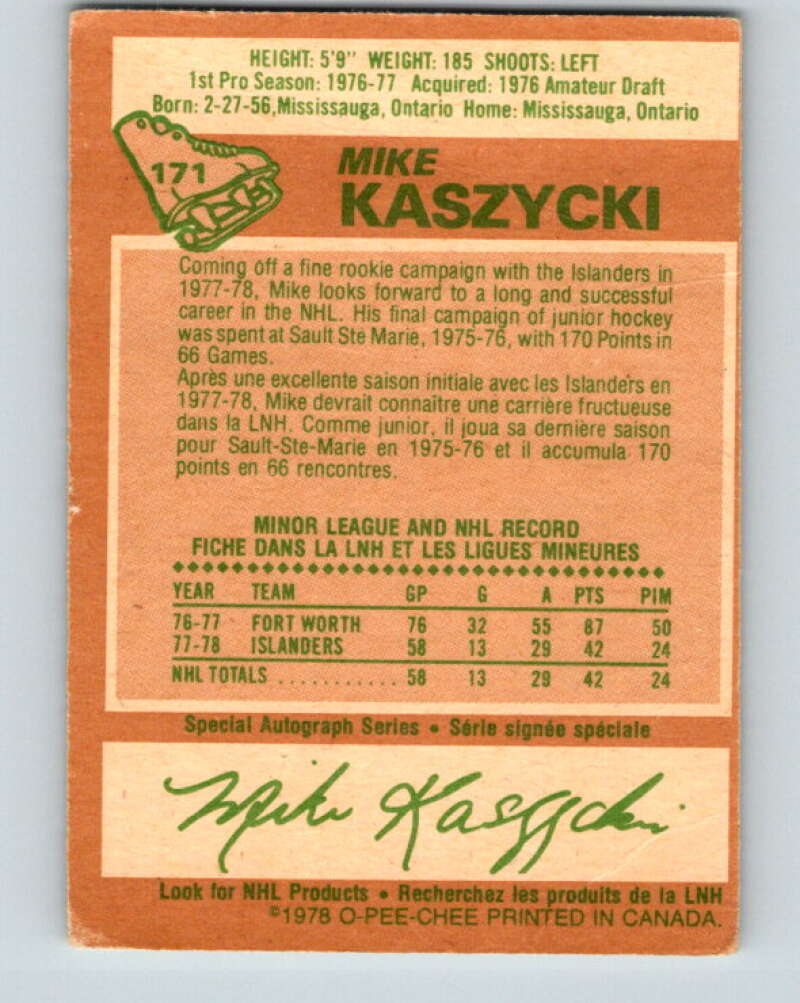 HEIGHT: 5'9" WEIGHT: 185 SHOOTS: LEFT
1st Pro Season: 1976-77 Acquired: 1976 Amateur Draft
Born: 2-27-56, Mississauga, Ontario Home: Mississauga, Ontario
171
MIKE
KASZYCKI
Coming off a fine rookie campaign with the Islanders in
1977-78, Mike looks forward to a long and successful
career in the NHL. His final campaign of junior hockey
was spent at Sault Ste Marie, 1975-76, with 170 Points in
66 Games.
Après une excellente saison initiale avec les Islanders en
1977-78, Mike devrait connaître une carrière fructueuse
dans la LNH. Comme junior, il joua sa dernière saison
pour Sault-Ste-Marie en 1975-76 et il accumula 170
points en 66 rencontres.
MINOR LEAGUE AND NHL RECORD
FICHE DANS LA LNH ET LES LIGUES MINEURES
YEAR TEAM GP G A PTS PIM
76-77 FORT WORTH 76 32 55 87 50
77-78 ISLANDERS 58 13 29 42 24
NHL TOTALS ........... 58 13 29 42 24
Special Autograph Series • Série signée spéciale
Mike Kaszycki
Look for NHL Products • Recherchez les produits de la LNH
©1978 O-PEE-CHEE PRINTED IN CANADA.